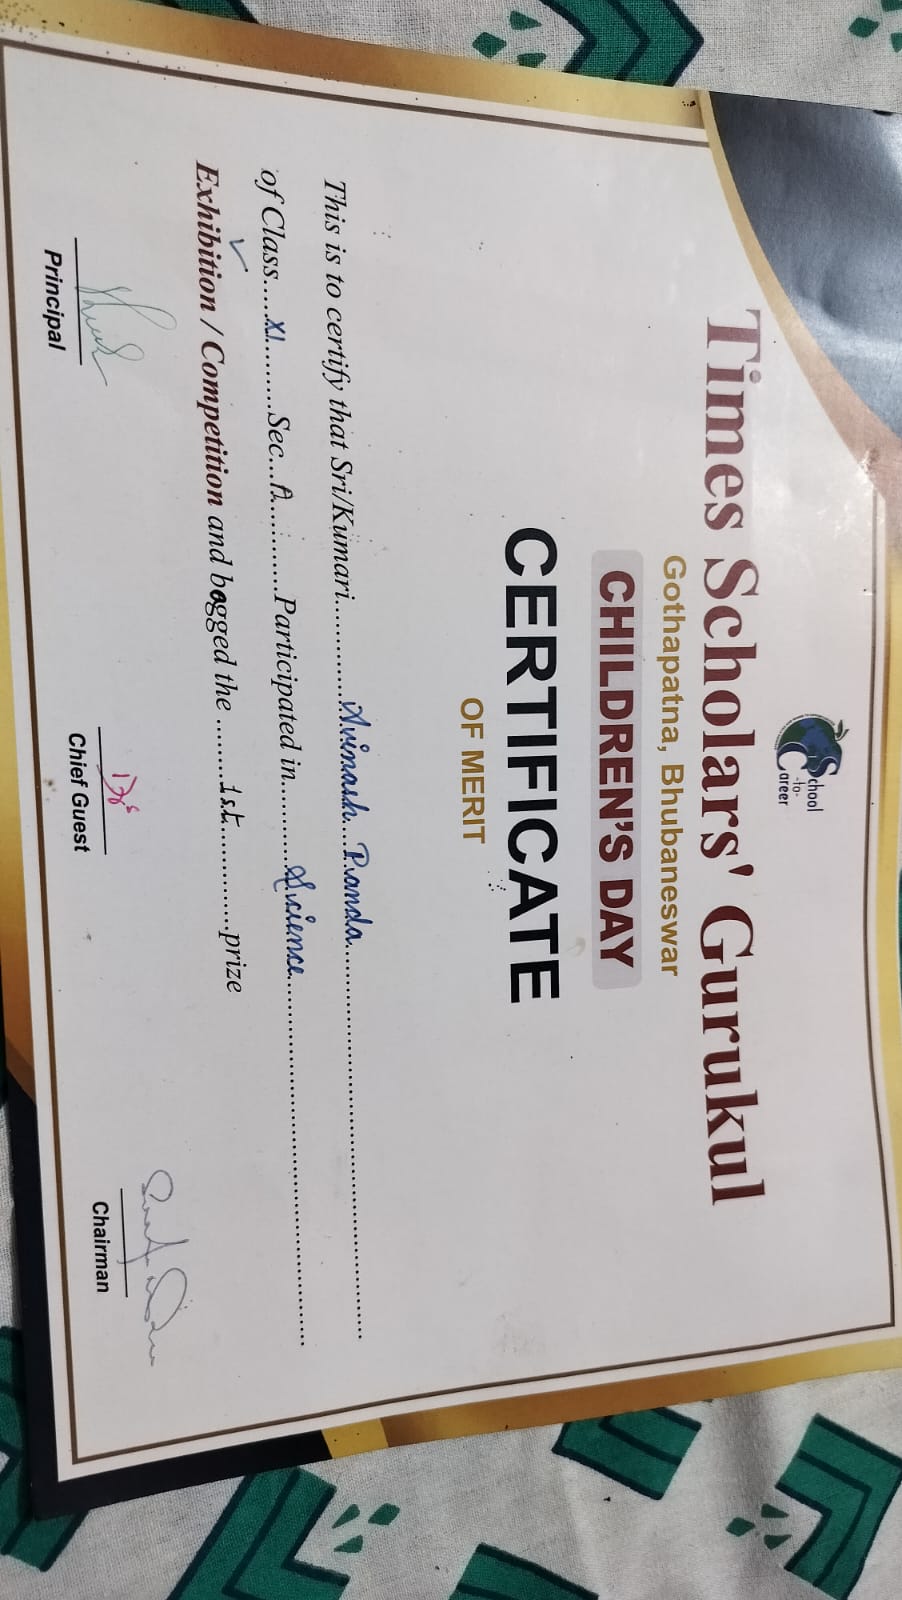 School
-to-
Career
Times Scholars' Gurukul
Gothapatna, Bhubaneswar
CHILDREN'S DAY
CERTIFICATE
OF MERIT
This is to certify that Sri/Kumari............Avinash...Panda..........................................................
of Class.....XI.........Sec...A............Participated in...........Science..........................................................
Exhibition / Competition and bagged the .........1st..............prize
Principal
Chief Guest
Chairman